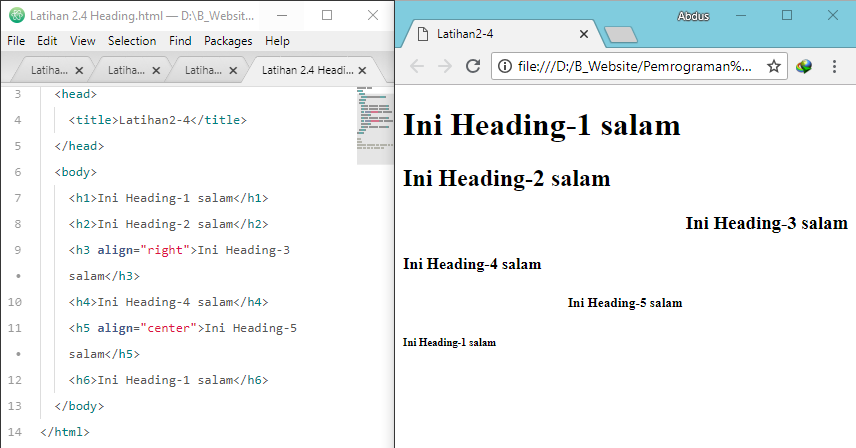 Latihan 2.4 Heading.html — D:\B_Websit...
File Edit View Selection Find Packages Help
Latiha... Latiha... Latiha... Latihan 2.4 Headi...
3 <head>
4 <title>Latihan2-4</title>
5 </head>
6 <body>
7 <h1>Ini Heading-1 salam</h1>
8 <h2>Ini Heading-2 salam</h2>
9 <h3 align="right">Ini Heading-3
• salam</h3>
10 <h4>Ini Heading-4 salam</h4>
11 <h5 align="center">Ini Heading-5
• salam</h5>
12 <h6>Ini Heading-1 salam</h6>
13 </body>
14 </html>
Abdus
Latihan2-4
file:///D:/B_Website/Pemrograman%...
Ini Heading-1 salam
Ini Heading-2 salam
Ini Heading-3 salam
Ini Heading-4 salam
Ini Heading-5 salam
Ini Heading-1 salam